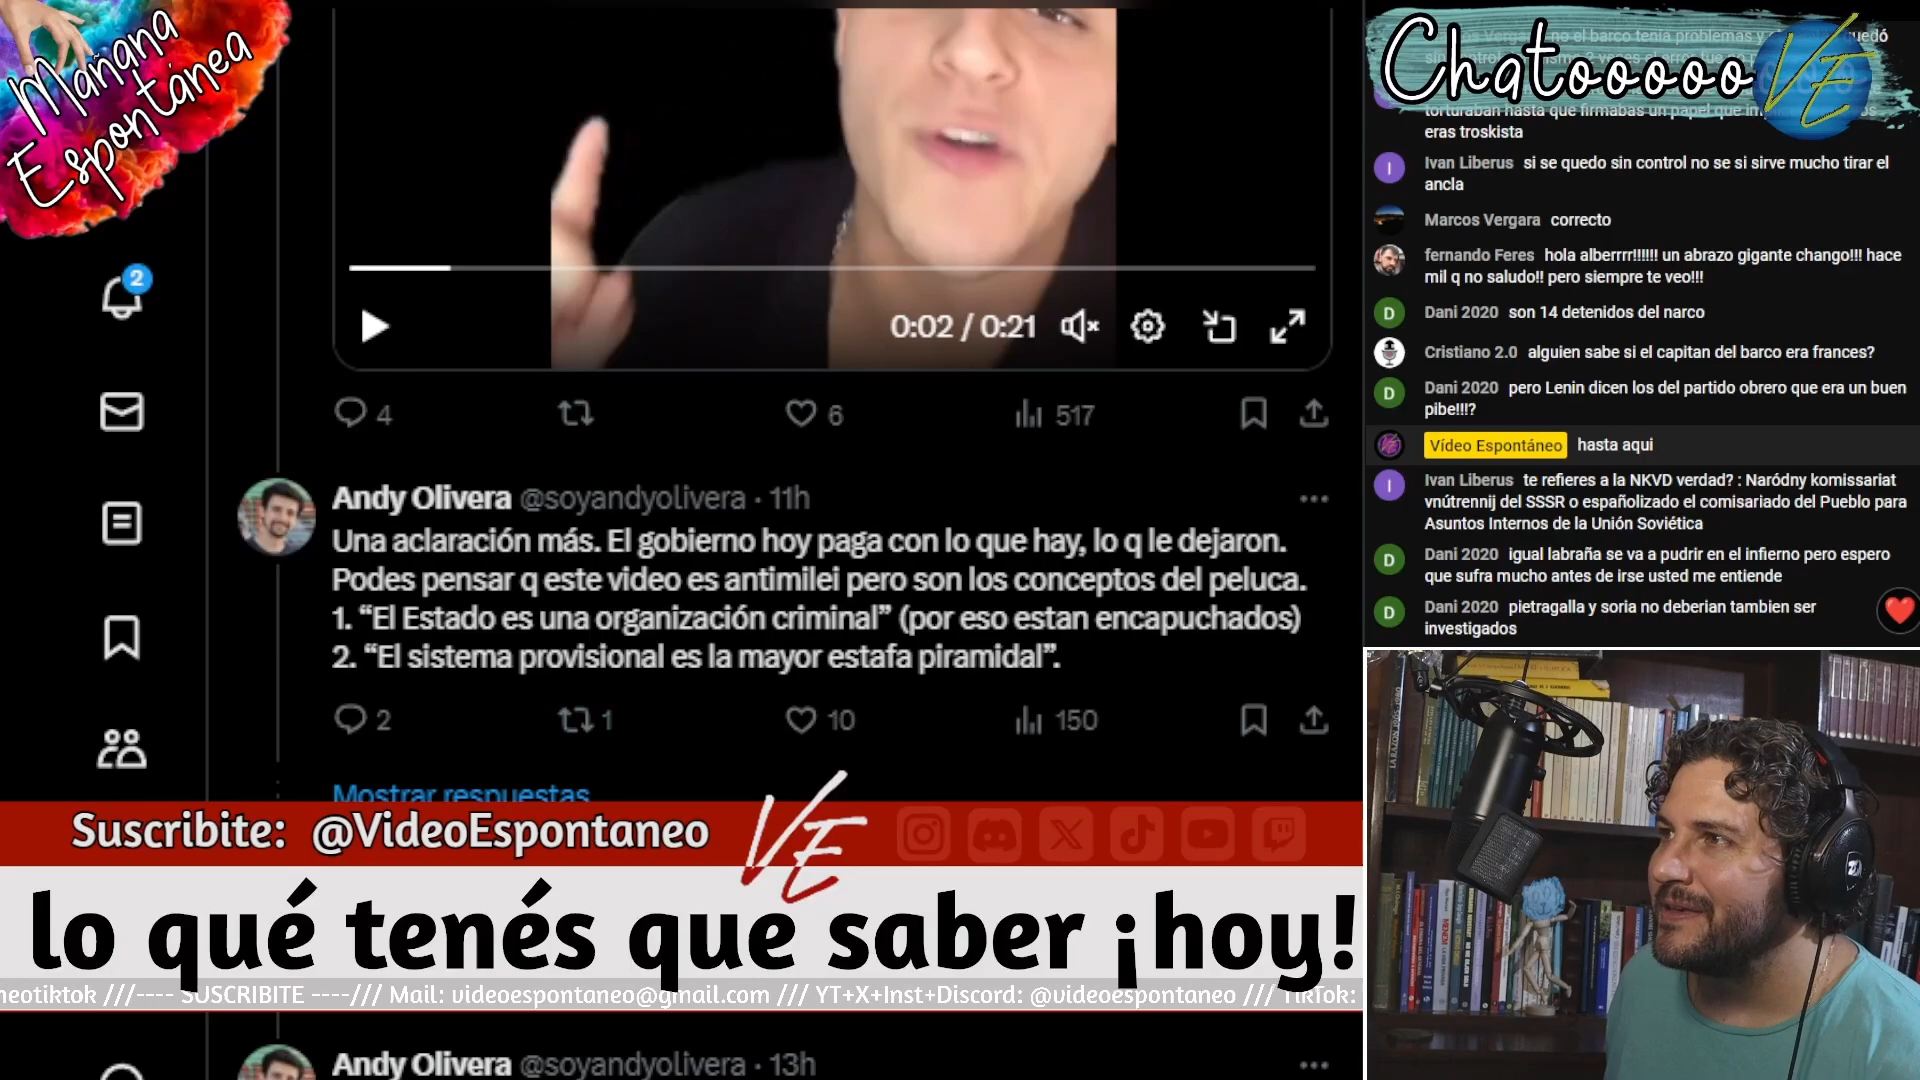 Mañana
Espontánea
2
0:02 / 0:21
4
6
517
Andy Olivera @soyandyolivera · 11h
Una aclaración más. El gobierno hoy paga con lo que hay, lo q le dejaron.
Podes pensar q este video es antimilei pero son los conceptos del peluca.
1. “El Estado es una organización criminal” (por eso estan encapuchados)
2. “El sistema provisional es la mayor estafa piramidal”.
2
1
10
150
Mostrar respuestas
Suscribite: @VideoEspontaneo
VE
lo qué tenés que saber ¡hoy!
neotiktok ///---- SUSCRIBITE ----/// Mail: videoespontaneo@gmail.com /// YT+X+Inst+Discord: @videoespontaneo /// TikTok:
Andy Olivera @soyandyolivera · 13h
Chatooooo VE
no el barco tenia problemas y
torturaban hasta que firmabas un papel que
eras troskista
Ivan Liberus si se quedo sin control no se si sirve mucho tirar el
ancla
Marcos Vergara correcto
fernando Feres hola alberrrr!!!!!! un abrazo gigante chango!!! hace
mil q no saludo!! pero siempre te veo!!!
Dani 2020 son 14 detenidos del narco
Cristiano 2.0 alguien sabe si el capitan del barco era frances?
Dani 2020 pero Lenin dicen los del partido obrero que era un buen
pibe!!!?
Vídeo Espontáneo hasta aqui
Ivan Liberus te refieres a la NKVD verdad? : Naródny komissariat
vnútrennij del SSSR o españolizado el comisariado del Pueblo para
Asuntos Internos de la Unión Soviética
Dani 2020 igual labraña se va a pudrir en el infierno pero espero
que sufra mucho antes de irse usted me entiende
Dani 2020 pietragalla y soria no deberian tambien ser
investigados